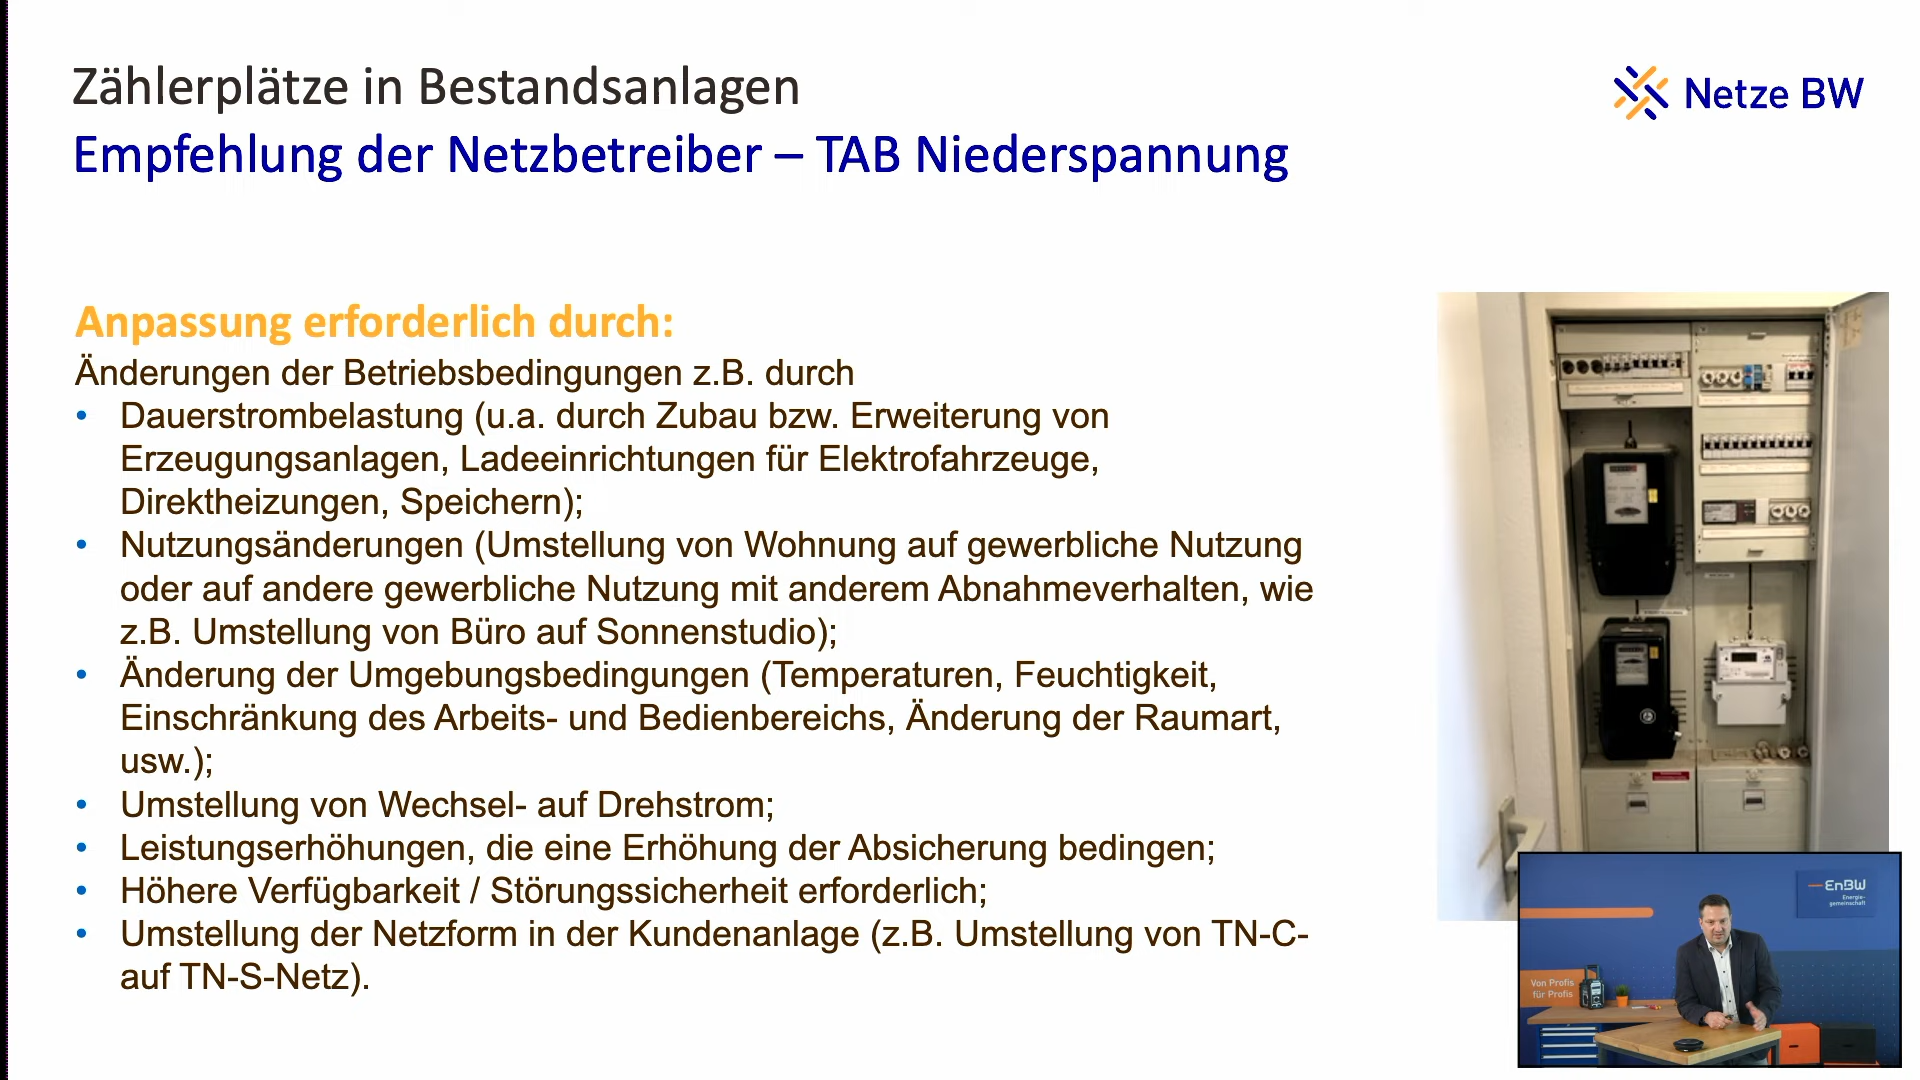 Zählerplätze in Bestandsanlagen
Netze BW
Empfehlung der Netzbetreiber – TAB Niederspannung
Anpassung erforderlich durch:
Änderungen der Betriebsbedingungen z.B. durch
• Dauerstrombelastung (u.a. durch Zubau bzw. Erweiterung von
Erzeugungsanlagen, Ladeeinrichtungen für Elektrofahrzeuge,
Direktheizungen, Speichern);
• Nutzungsänderungen (Umstellung von Wohnung auf gewerbliche Nutzung
oder auf andere gewerbliche Nutzung mit anderem Abnahmeverhalten, wie
z.B. Umstellung von Büro auf Sonnenstudio);
• Änderung der Umgebungsbedingungen (Temperaturen, Feuchtigkeit,
Einschränkung des Arbeits- und Bedienbereichs, Änderung der Raumart,
usw.);
• Umstellung von Wechsel- auf Drehstrom;
• Leistungserhöhungen, die eine Erhöhung der Absicherung bedingen;
• Höhere Verfügbarkeit / Störungssicherheit erforderlich;
• Umstellung der Netzform in der Kundenanlage (z.B. Umstellung von TN-C-
auf TN-S-Netz).
EnBW
Energie-
gemeinschaft
Von Profis
für Profis